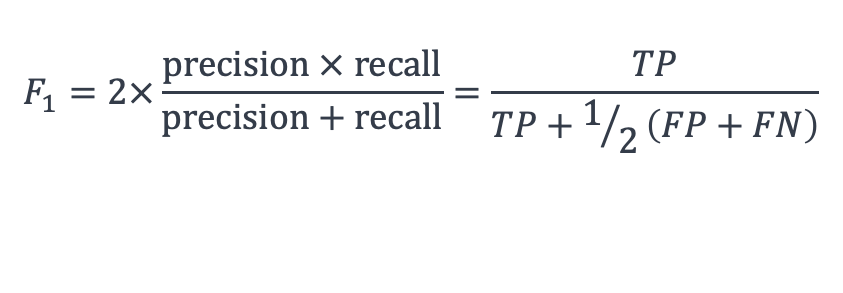 F₁ = 2× precision × recall / precision + recall = TP / TP + ½ (FP + FN)